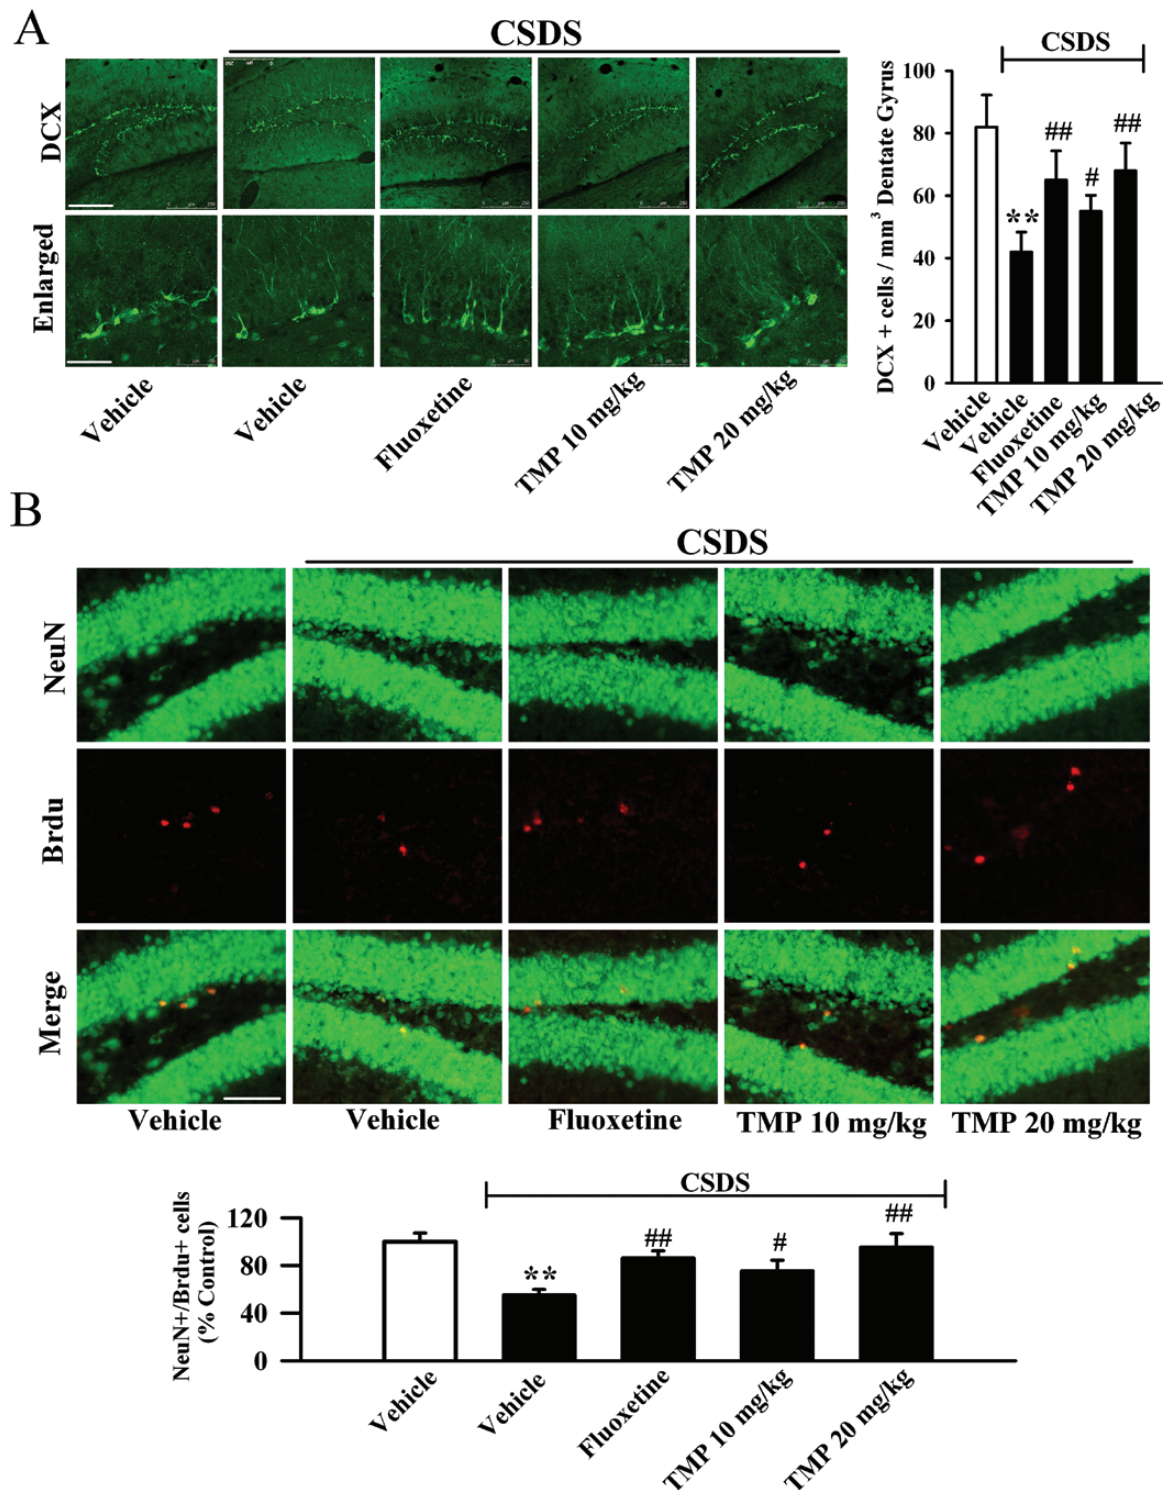 A
CSDS
DCX
Enlarged
Vehicle
Vehicle
Fluoxetine
TMP 10 mg/kg
TMP 20 mg/kg
CSDS
DCX + cells / mm³ Dentate Gyrus
100
80
60
40
20
0
**
##
#
##
Vehicle
Vehicle
Fluoxetine
TMP 10 mg/kg
TMP 20 mg/kg
B
CSDS
NeuN
Brdu
Merge
Vehicle
Vehicle
Fluoxetine
TMP 10 mg/kg
TMP 20 mg/kg
CSDS
NeuN+/Brdu+ cells
(% Control)
120
80
40
0
**
##
#
##
Vehicle
Vehicle
Fluoxetine
TMP 10 mg/kg
TMP 20 mg/kg